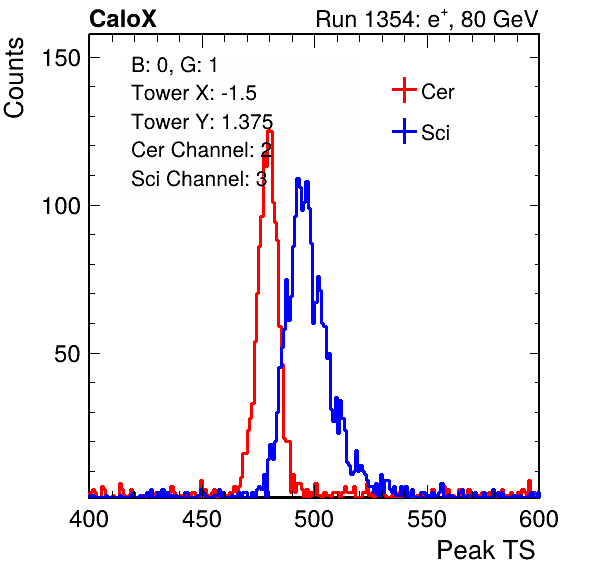 CaloX Run 1354: e⁺, 80 GeV
Counts
150
100
50
B: 0, G: 1
Tower X: -1.5
Tower Y: 1.375
Cer Channel: 2
Sci Channel: 3
Cer
Sci
400 450 500 550 600
Peak TS